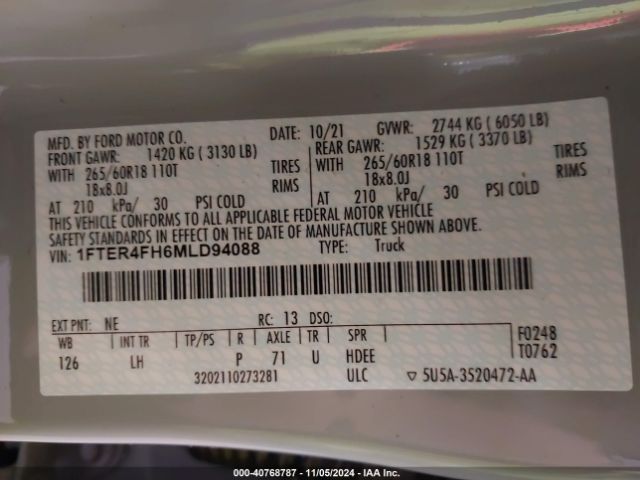 MFD. BY FORD MOTOR CO. DATE: 10/21 GVWR: 2744 KG ( 6050 LB)
FRONT GAWR: 1420 KG ( 3130 LB) REAR GAWR: 1529 KG ( 3370 LB)
WITH 265/60R18 110T TIRES WITH 265/60R18 110T TIRES
18x8.0J RIMS 18x8.0J RIMS
AT 210 kPa/ 30 PSI COLD AT 210 kPa/ 30 PSI COLD
THIS VEHICLE CONFORMS TO ALL APPLICABLE FEDERAL MOTOR VEHICLE
SAFETY STANDARDS IN EFFECT ON THE DATE OF MANUFACTURE SHOWN ABOVE.
VIN: 1FTER4FH6MLD94088 TYPE: Truck
EXT PNT: NE RC: 13 DSO:
WB INT TR TP/PS R AXLE TR SPR F0248
126 LH P 71 U HDEE T0762
3202110273281 ULC ▽ 5U5A-3520472-AA
000-40768787 - 11/05/2024 - IAA Inc.